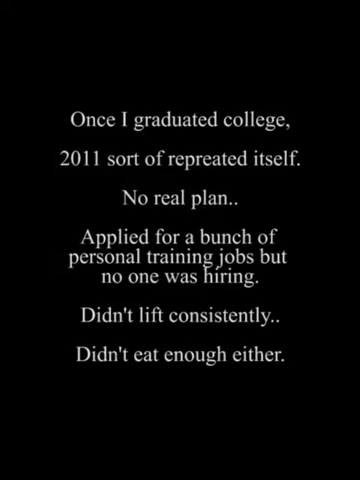 Once I graduated college,
2011 sort of repreated itself.
No real plan..
Applied for a bunch of
personal training jobs but
no one was hiring.
Didn't lift consistently..
Didn't eat enough either.